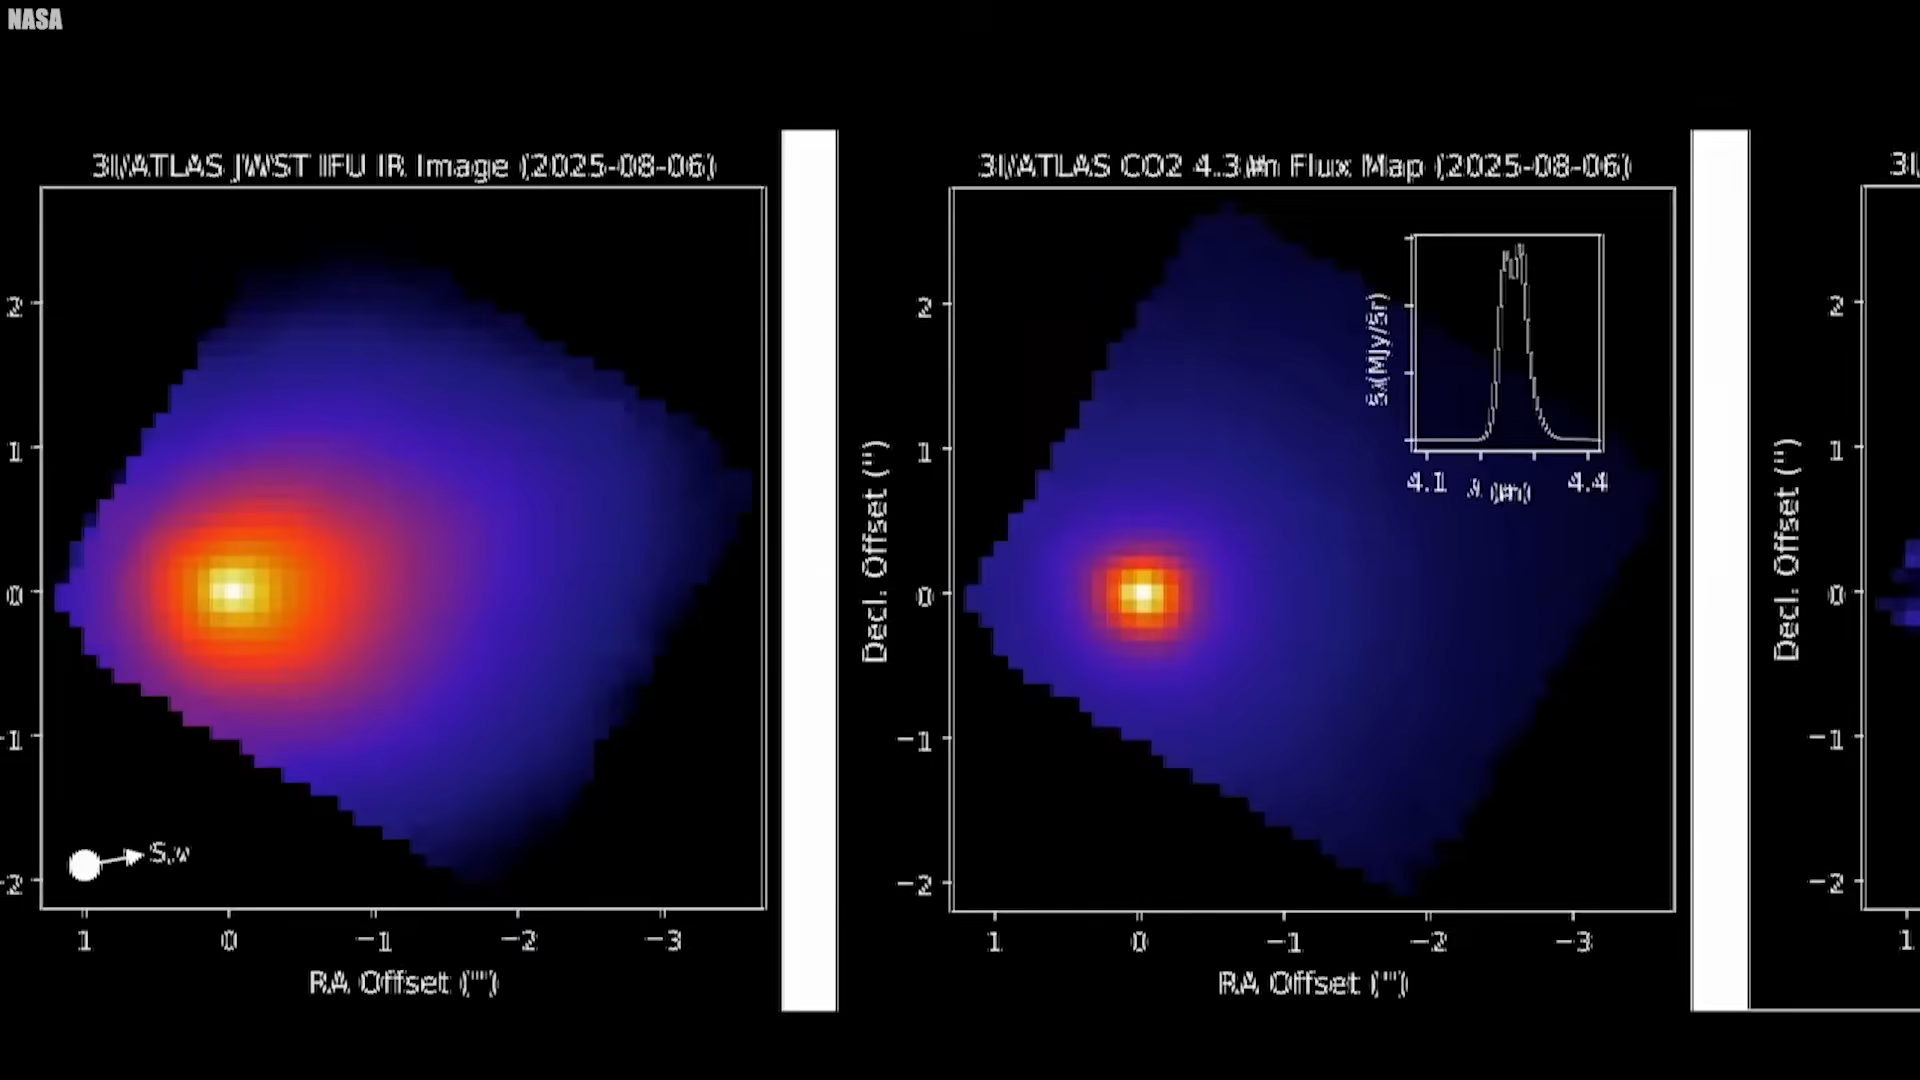 NASA
3I/ATLAS JWST IFU IR Image (2025-08-06)
2
1
0
-1
-2
1 0 -1 -2 -3
RA Offset ('")
3I/ATLAS CO2 4.3 Flux Map (2025-08-06)
Decl. Offset (")
2
1
0
-1
-2
(MJy/sr)
4.1 4.4
1 0 -1 -2 -3
RA Offset ('")
3I/
Decl. Offset (")
2
1
0
-1
-2
1